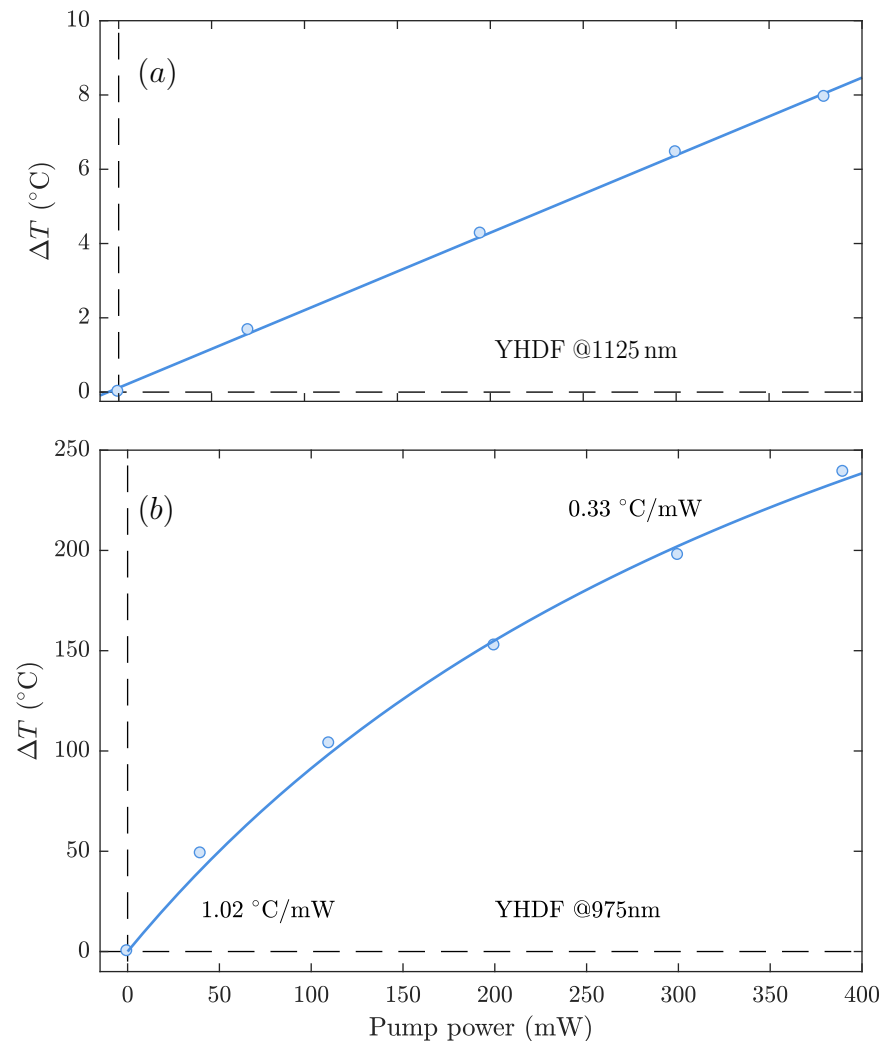 10
(a)
8
6
ΔT (°C)
4
2
YHDF @1125 nm
0
250
(b)
0.33 °C/mW
200
150
ΔT (°C)
100
50
1.02 °C/mW YHDF @975nm
0
0 50 100 150 200 250 300 350 400
Pump power (mW)